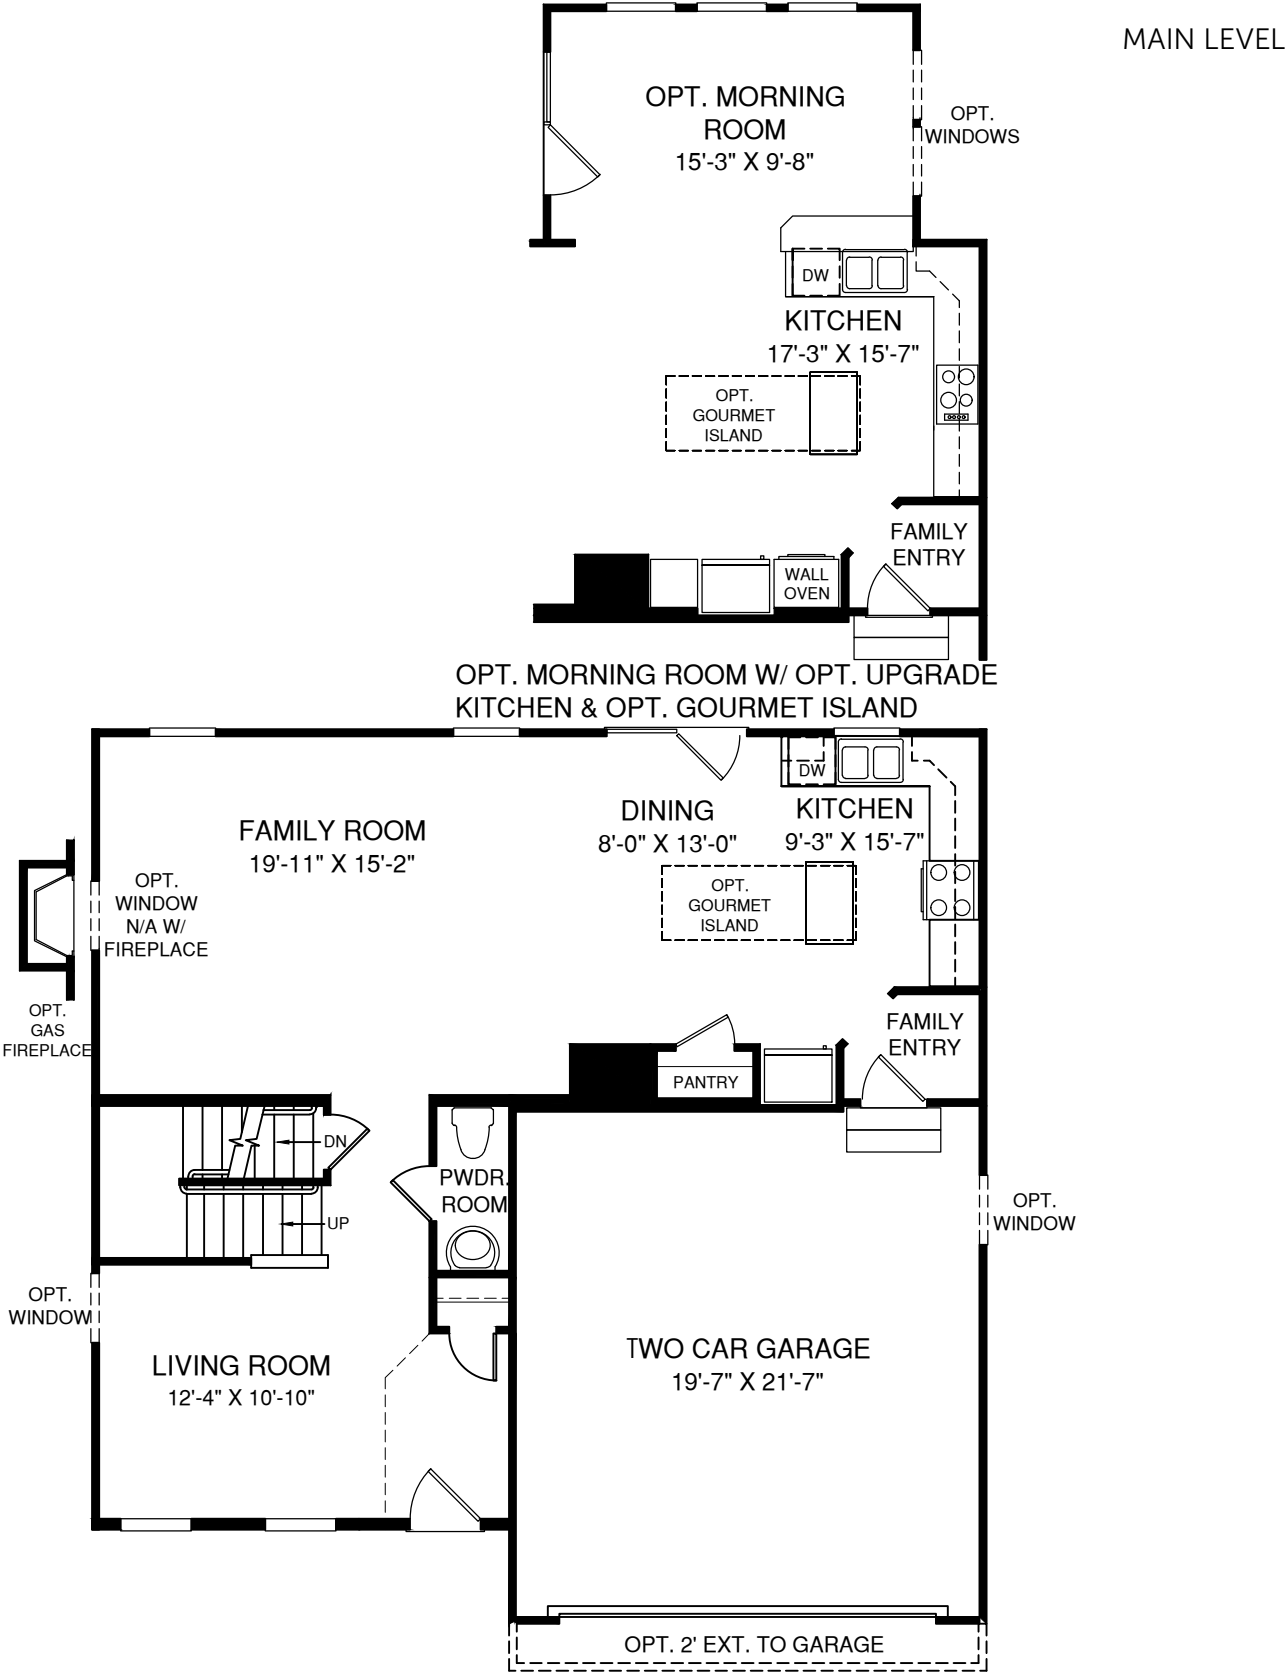 MAIN LEVEL
OPT. MORNING
ROOM
15'-3" X 9'-8"
OPT.
WINDOWS
DW
KITCHEN
17'-3" X 15'-7"
OPT.
GOURMET
ISLAND
FAMILY
ENTRY
WALL
OVEN
OPT. MORNING ROOM W/ OPT. UPGRADE
KITCHEN & OPT. GOURMET ISLAND
DW
DINING
8'-0" X 13'-0"
KITCHEN
9'-3" X 15'-7"
FAMILY ROOM
19'-11" X 15'-2"
OPT.
WINDOW
N/A W/
FIREPLACE
OPT.
GOURMET
ISLAND
OPT.
GAS
FIREPLACE
FAMILY
ENTRY
PANTRY
DN
PWDR.
ROOM
UP
OPT.
WINDOW
OPT.
WINDOW
LIVING ROOM
12'-4" X 10'-10"
TWO CAR GARAGE
19'-7" X 21'-7"
OPT. 2' EXT. TO GARAGE